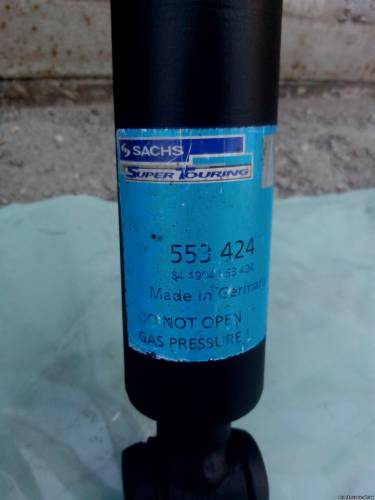 SACHS
SUPER TOURING
553 424
Made in Germany
DO NOT OPEN
GAS PRESSURE !